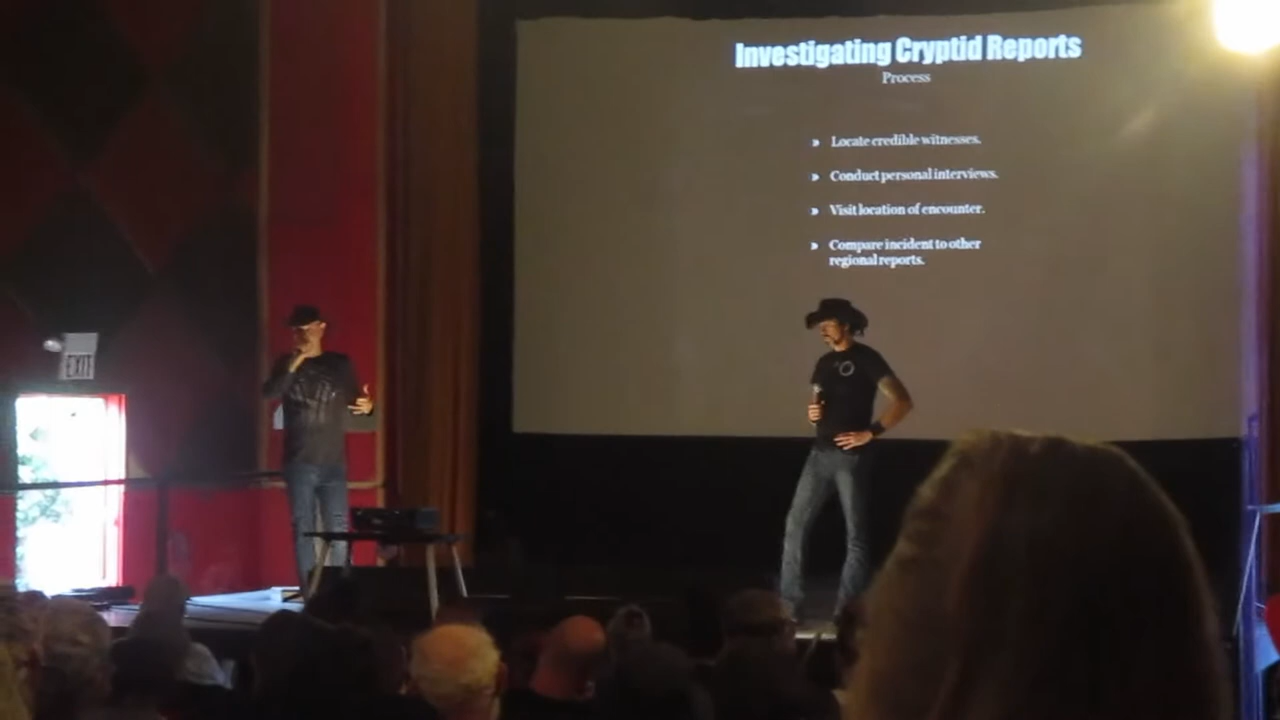 Investigating Cryptid Reports
Process
» Locate credible witnesses.
» Conduct personal interviews.
» Visit location of encounter.
» Compare incident to other
regional reports.
EXIT